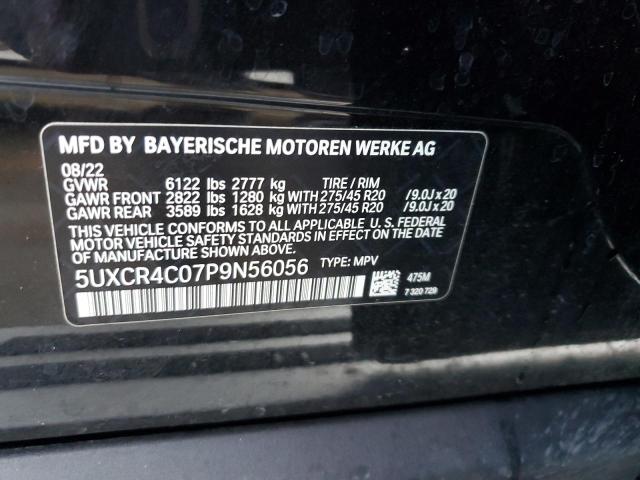 MFD BY BAYERISCHE MOTOREN WERKE AG
08/22
GVWR 6122 lbs 2777 kg TIRE / RIM
GAWR FRONT 2822 lbs 1280 kg WITH 275/45 R20 /9.0J x 20
GAWR REAR 3589 lbs 1628 kg WITH 275/45 R20 /9.0J x 20
THIS VEHICLE CONFORMS TO ALL APPLICABLE U. S. FEDERAL
MOTOR VEHICLE SAFETY STANDARDS IN EFFECT ON THE DATE
OF MANUFACTURE SHOWN ABOVE.
5UXCR4C07P9N56056 TYPE: MPV
475M
7 320 729